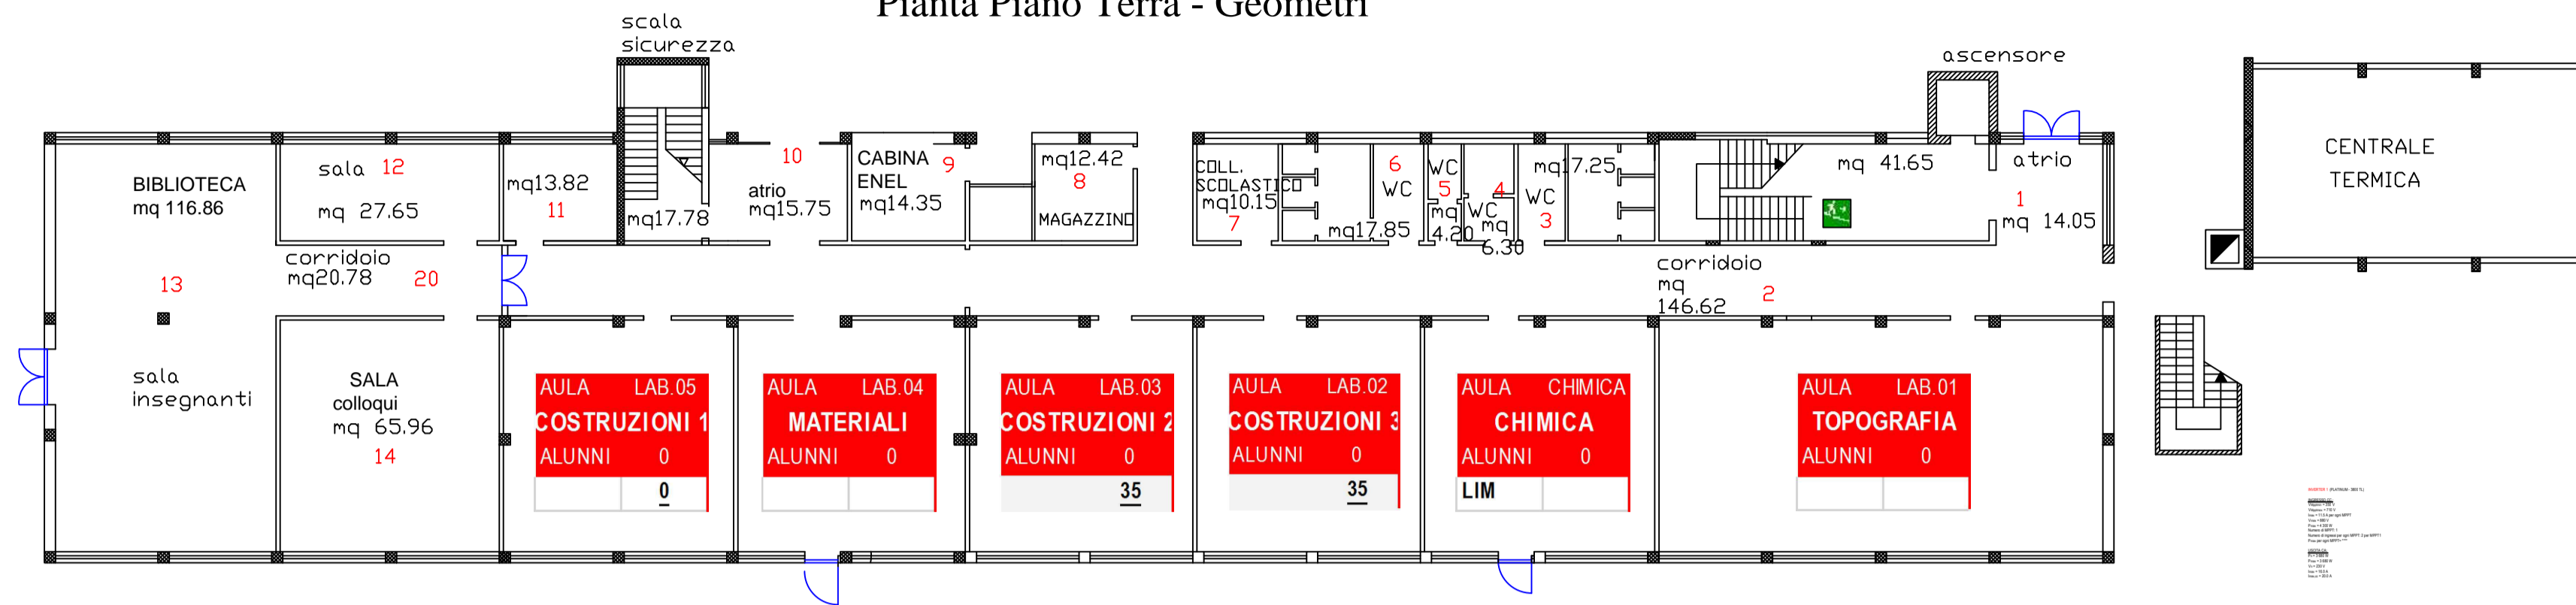 Pianta Piano Terra - Geometri
scala
sicurezza
ascensore
CENTRALE
TERMICA
BIBLIOTECA
mq 116.86
13
sala
insegnanti
sala 12
mq 27.65
corridoio
mq20.78
20
mq13.82
11
mq17.78
10
atrio
mq15.75
CABINA
ENEL
9
mq14.35
mq12.42
8
MAGAZZINO
COLL.
SCOLASTICO
mq10.15
7
mq17.85
6
WC
WC
5
mq
4.20
4
WC
mq
6.30
mq17.25
WC
3
mq 41.65
atrio
1
mq 14.05
corridoio
mq
146.62
2
SALA
colloqui
mq 65.96
14
AULA LAB.05
COSTRUZIONI 1
ALUNNI 0
0
AULA LAB.04
MATERIALI
ALUNNI 0
AULA LAB.03
COSTRUZIONI 2
ALUNNI 0
35
AULA LAB.02
COSTRUZIONI 3
ALUNNI 0
35
AULA CHIMICA
CHIMICA
ALUNNI 0
LIM
AULA LAB.01
TOPOGRAFIA
ALUNNI 0